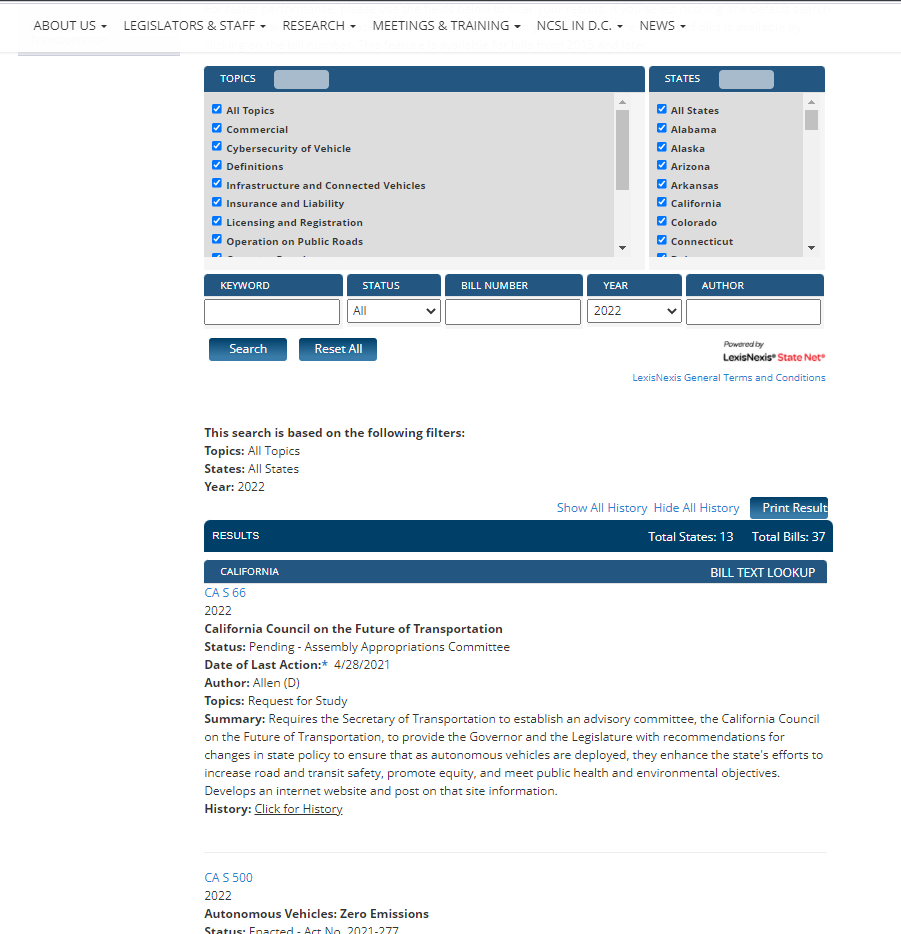 ABOUT US LEGISLATORS & STAFF RESEARCH MEETINGS & TRAINING NCSL IN D.C. NEWS
TOPICS STATES
All Topics All States
Commercial Alabama
Cybersecurity of Vehicle Alaska
Definitions Arizona
Infrastructure and Connected Vehicles Arkansas
Insurance and Liability California
Licensing and Registration Colorado
Operation on Public Roads Connecticut
KEYWORD STATUS BILL NUMBER YEAR AUTHOR
All 2022
Search Reset All Powered by
LexisNexis® State Net®
LexisNexis General Terms and Conditions
This search is based on the following filters:
Topics: All Topics
States: All States
Year: 2022
Show All History Hide All History Print Result
RESULTS Total States: 13 Total Bills: 37
CALIFORNIA BILL TEXT LOOKUP
CA S 66
2022
California Council on the Future of Transportation
Status: Pending - Assembly Appropriations Committee
Date of Last Action:* 4/28/2021
Author: Allen (D)
Topics: Request for Study
Summary: Requires the Secretary of Transportation to establish an advisory committee, the California Council
on the Future of Transportation, to provide the Governor and the Legislature with recommendations for
changes in state policy to ensure that as autonomous vehicles are deployed, they enhance the state's efforts to
increase road and transit safety, promote equity, and meet public health and environmental objectives.
Develops an internet website and post on that site information.
History: Click for History
CA S 500
2022
Autonomous Vehicles: Zero Emissions
Status: Enacted - Act No. 2021-277